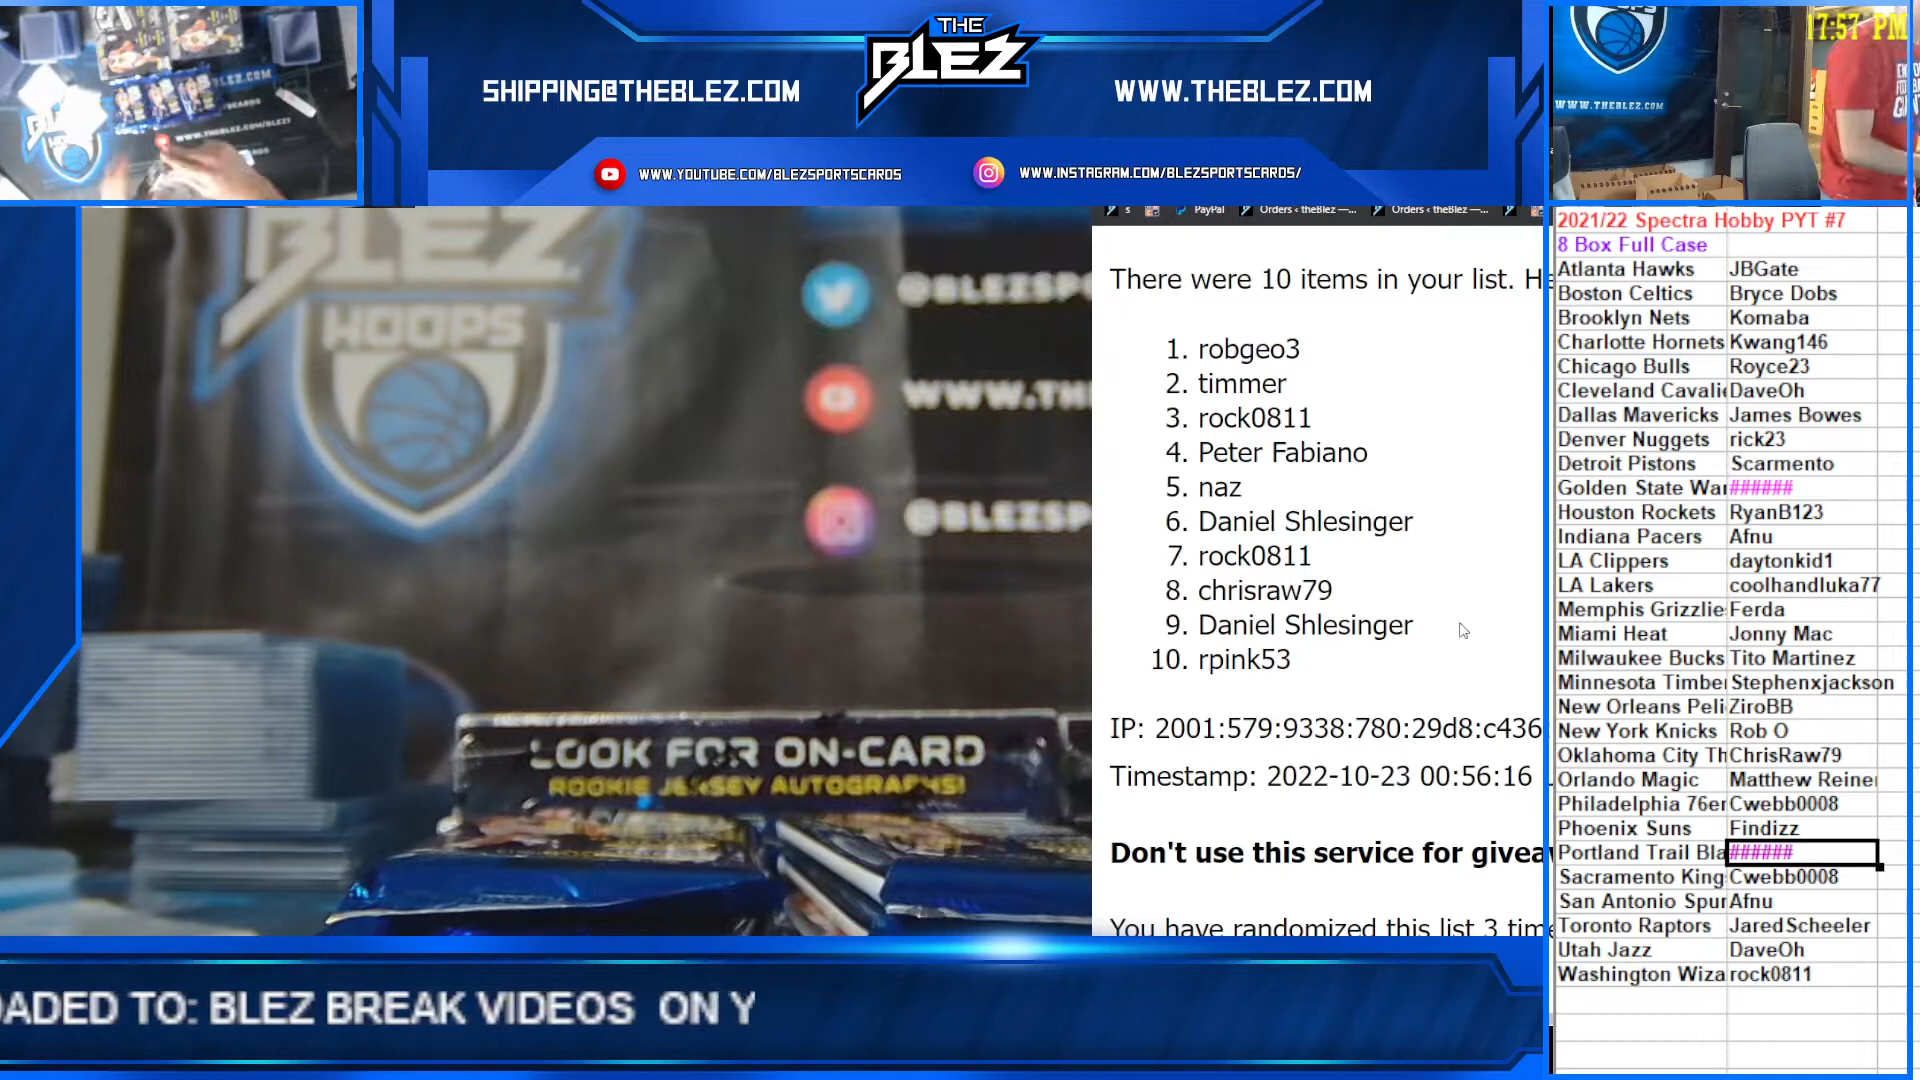 THE
BLEZ
SHIPPING@THEBLEZ.COM
WWW.THEBLEZ.COM
WWW.YOUTUBE.COM/BLEZSPORTSCARDS
WWW.INSTAGRAM.COM/BLEZSPORTSCARDS/
17:57 PM
WWW.THEBLEZ.COM
s
PayPal
Orders ‹ theBlez —...
Orders ‹ theBlez —...
BLEZ
HOOPS
@BLEZSP
WWW.TH
@BLEZSP
LOOK FOR ON-CARD
ROOKIE JERSEY AUTOGRAPHS!
There were 10 items in your list. He
1. robgeo3
2. timmer
3. rock0811
4. Peter Fabiano
5. naz
6. Daniel Shlesinger
7. rock0811
8. chrisraw79
9. Daniel Shlesinger
10. rpink53
IP: 2001:579:9338:780:29d8:c436
Timestamp: 2022-10-23 00:56:16
Don't use this service for givea
You have randomized this list 3 time
2021/22 Spectra Hobby PYT #7
8 Box Full Case
Atlanta Hawks JBGate
Boston Celtics Bryce Dobs
Brooklyn Nets Komaba
Charlotte Hornets Kwang146
Chicago Bulls Royce23
Cleveland Cavali DaveOh
Dallas Mavericks James Bowes
Denver Nuggets rick23
Detroit Pistons Scarmento
Golden State War ######
Houston Rockets RyanB123
Indiana Pacers Afnu
LA Clippers daytonkid1
LA Lakers coolhandluka77
Memphis Grizzlie Ferda
Miami Heat Jonny Mac
Milwaukee Bucks Tito Martinez
Minnesota Timbe Stephenxjackson
New Orleans Peli ZiroBB
New York Knicks Rob O
Oklahoma City Th ChrisRaw79
Orlando Magic Matthew Reiner
Philadelphia 76er Cwebb0008
Phoenix Suns Findizz
Portland Trail Bla ######
Sacramento King Cwebb0008
San Antonio Spur Afnu
Toronto Raptors JaredScheeler
Utah Jazz DaveOh
Washington Wiza rock0811
OADED TO: BLEZ BREAK VIDEOS ON Y